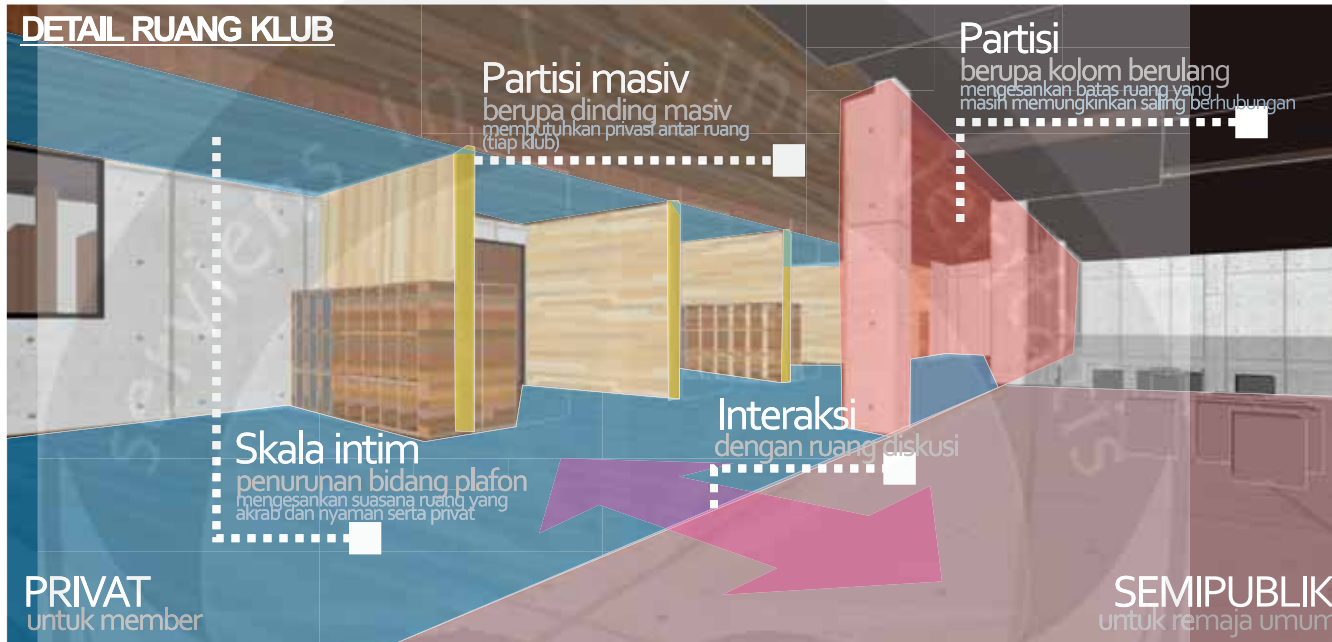 DETAIL RUANG KLUB
Partisi masiv
berupa dinding masiv
membutuhkan privasi antar ruang
(tiap klub)
Partisi
berupa kolom berulang
mengesankan batas ruang yang
masih memungkinkan saling berhubungan
Skala intim
penurunan bidang plafon
mengesankan suasana ruang yang
akrab dan nyaman serta privat
Interaksi
dengan ruang diskusi
PRIVAT
untuk member
SEMIPUBLIK
untuk remaja umum